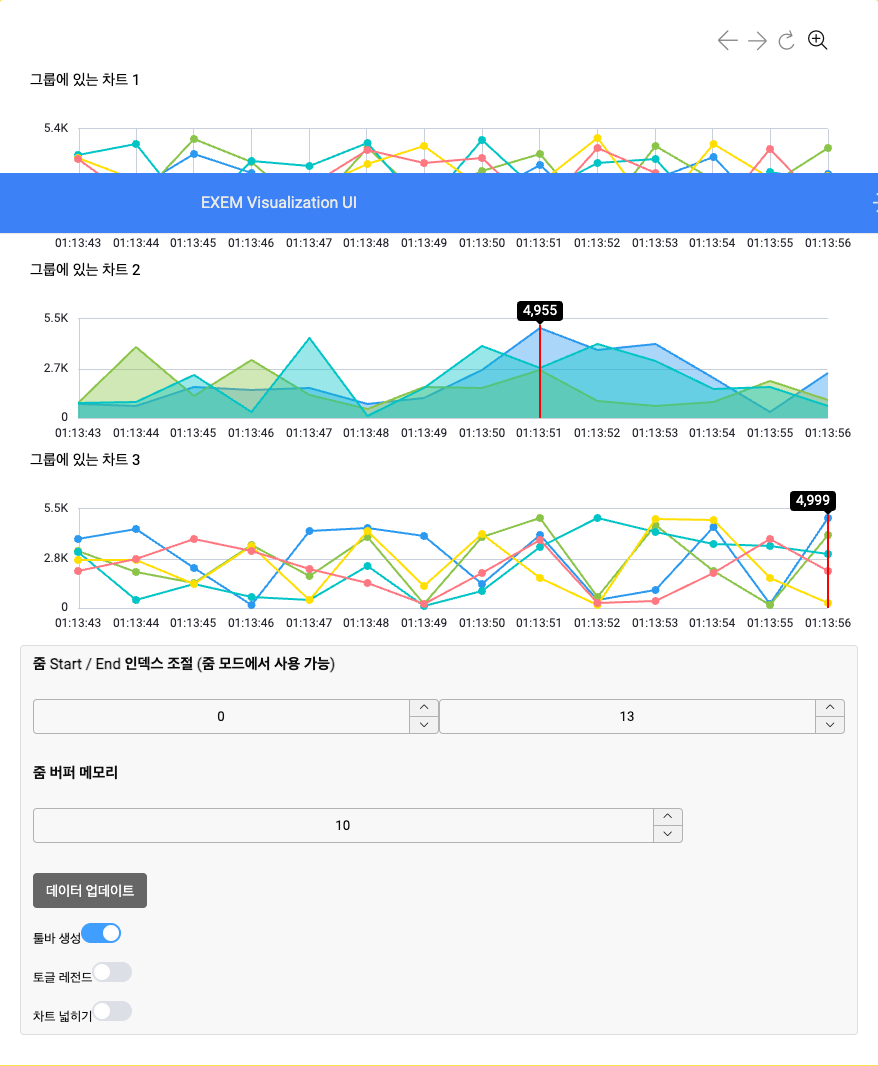 그룹에 있는 차트 1
5.4K
EXEM Visualization UI
01:13:43 01:13:44 01:13:45 01:13:46 01:13:47 01:13:48 01:13:49 01:13:50 01:13:51 01:13:52 01:13:53 01:13:54 01:13:55 01:13:56
그룹에 있는 차트 2
4,955
5.5K
2.7K
0
01:13:43 01:13:44 01:13:45 01:13:46 01:13:47 01:13:48 01:13:49 01:13:50 01:13:51 01:13:52 01:13:53 01:13:54 01:13:55 01:13:56
그룹에 있는 차트 3
4,999
5.5K
2.8K
0
01:13:43 01:13:44 01:13:45 01:13:46 01:13:47 01:13:48 01:13:49 01:13:50 01:13:51 01:13:52 01:13:53 01:13:54 01:13:55 01:13:56
줌 Start / End 인덱스 조절 (줌 모드에서 사용 가능)
0 13
줌 버퍼 메모리
10
데이터 업데이트
툴바 생성
토글 레전드
차트 넓히기